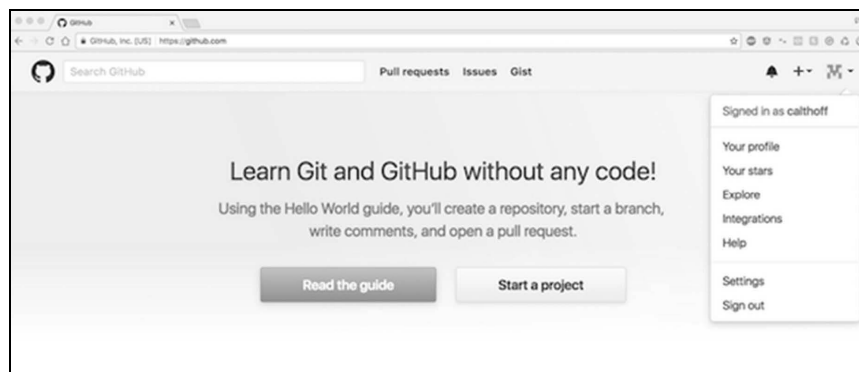 GitHub
GitHub, Inc. [US] https://github.com
Search GitHub Pull requests Issues Gist
Signed in as calthoff
Your profile
Your stars
Explore
Integrations
Help
Settings
Sign out
Learn Git and GitHub without any code!
Using the Hello World guide, you'll create a repository, start a branch,
write comments, and open a pull request.
Read the guide Start a project